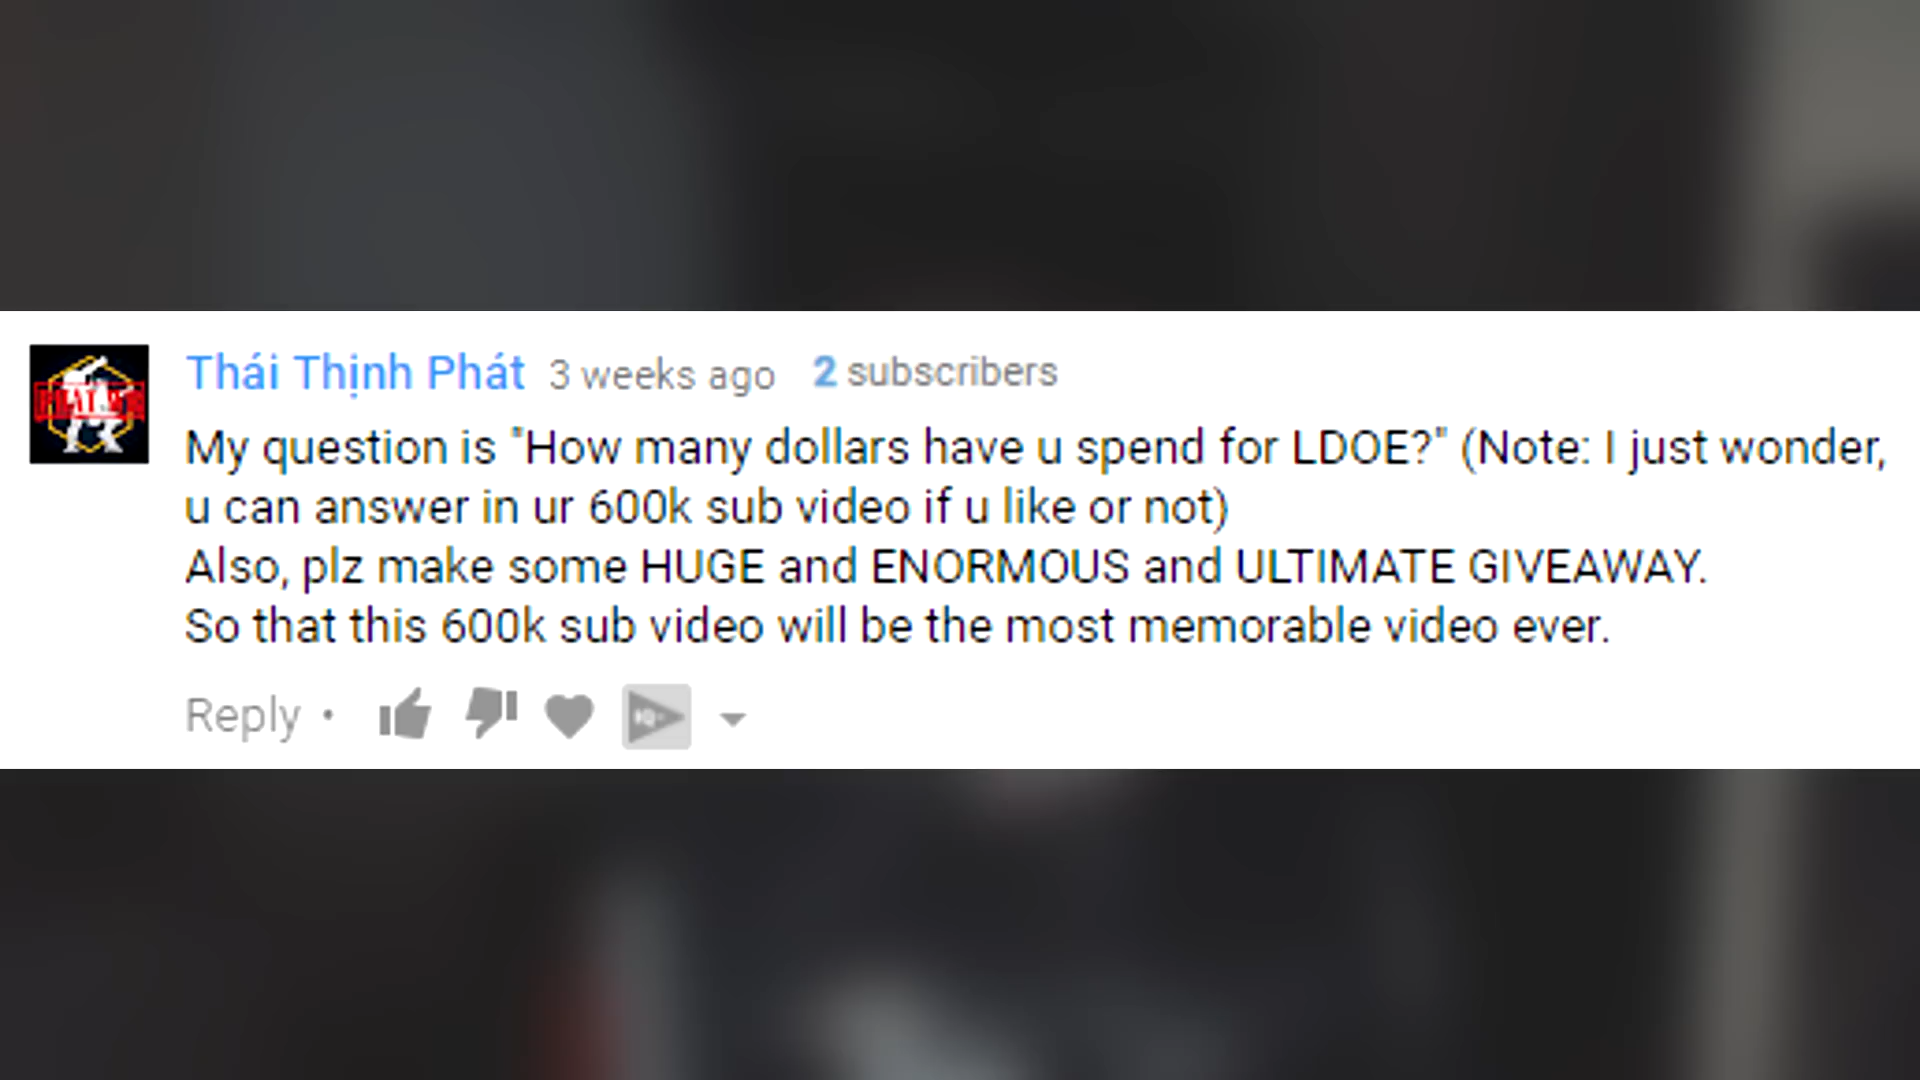 Thái Thịnh Phát 3 weeks ago 2 subscribers
My question is "How many dollars have u spend for LDOE?" (Note: I just wonder,
u can answer in ur 600k sub video if u like or not)
Also, plz make some HUGE and ENORMOUS and ULTIMATE GIVEAWAY.
So that this 600k sub video will be the most memorable video ever.
Reply •